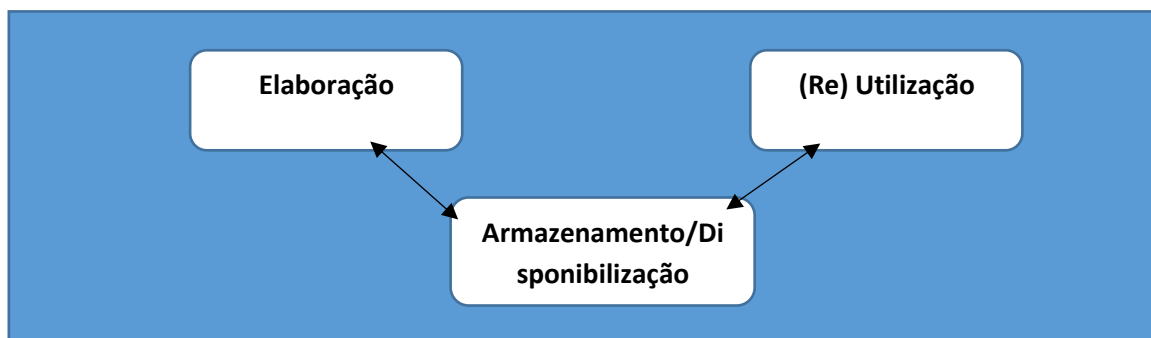 Elaboração
(Re) Utilização
Armazenamento/Di
sponibilização